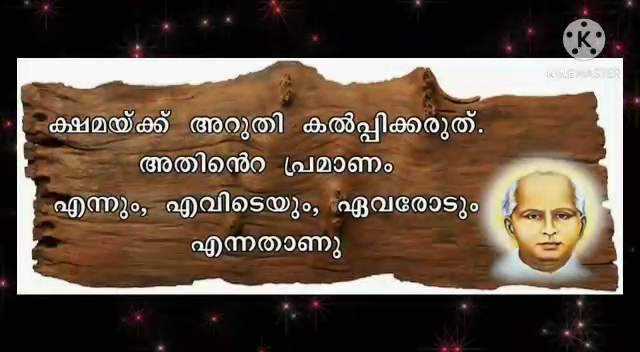 KINEMASTER
ക്ഷമയ്ക്ക് അറുതി കൽപ്പിക്കരുത്.
അതിൻെറ പ്രമാണം
എന്നും, എവിടെയും, ഏവരോടും
എന്നതാണു